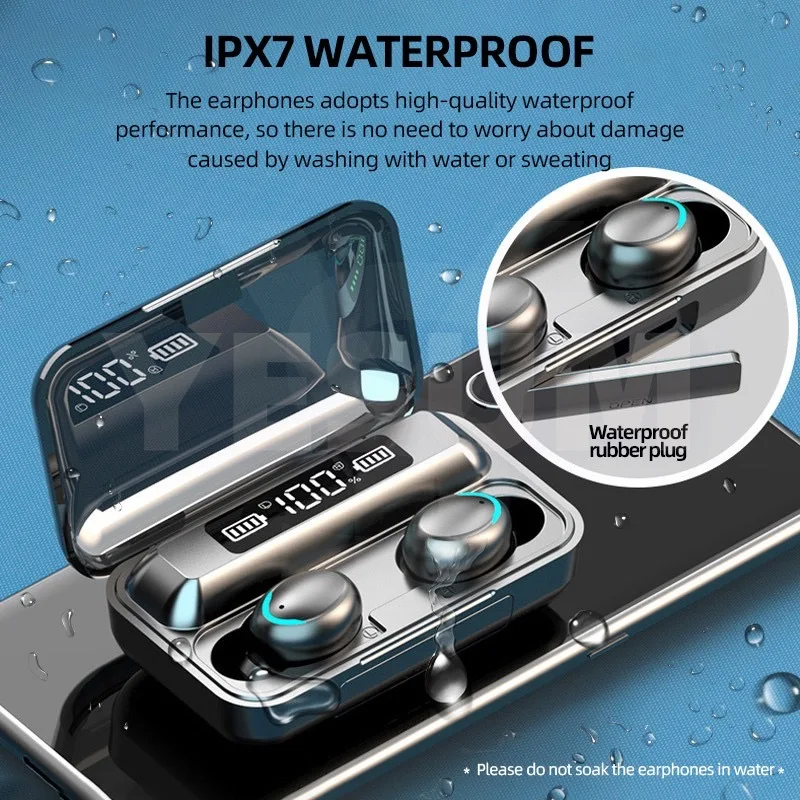 IPX7 WATERPROOF
The earphones adopts high-quality waterproof
performance, so there is no need to worry about damage
caused by washing with water or sweating
100%
YESUM
100%
L
OPEN
Waterproof
rubber plug
L
* Please do not soak the earphones in water *